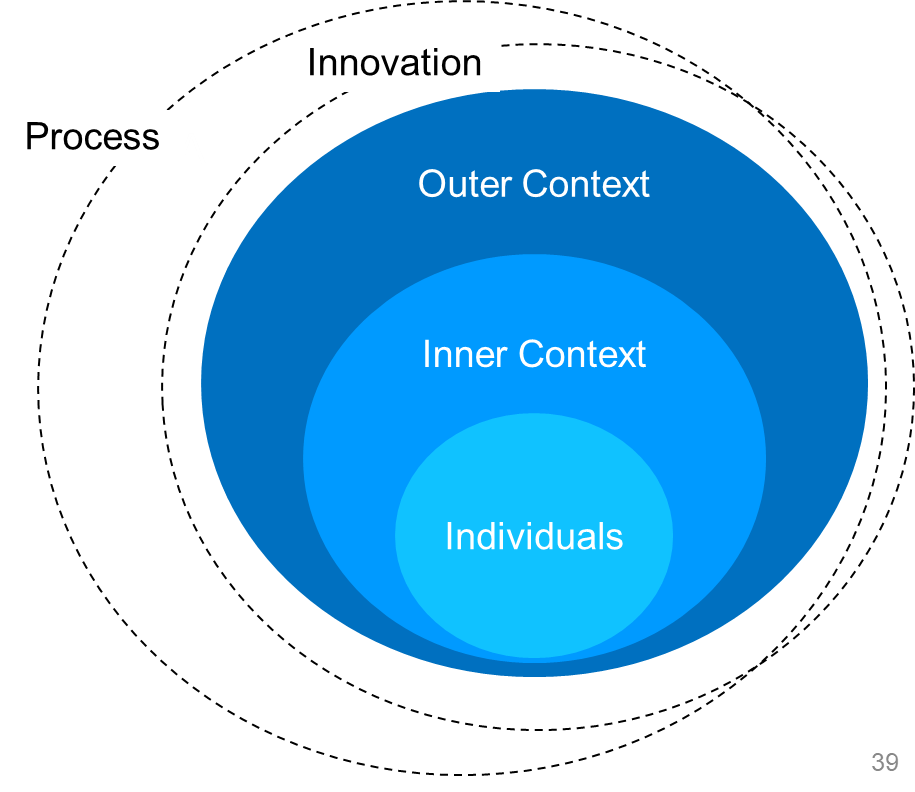 Innovation
Process
Outer Context
Inner Context
Individuals
39